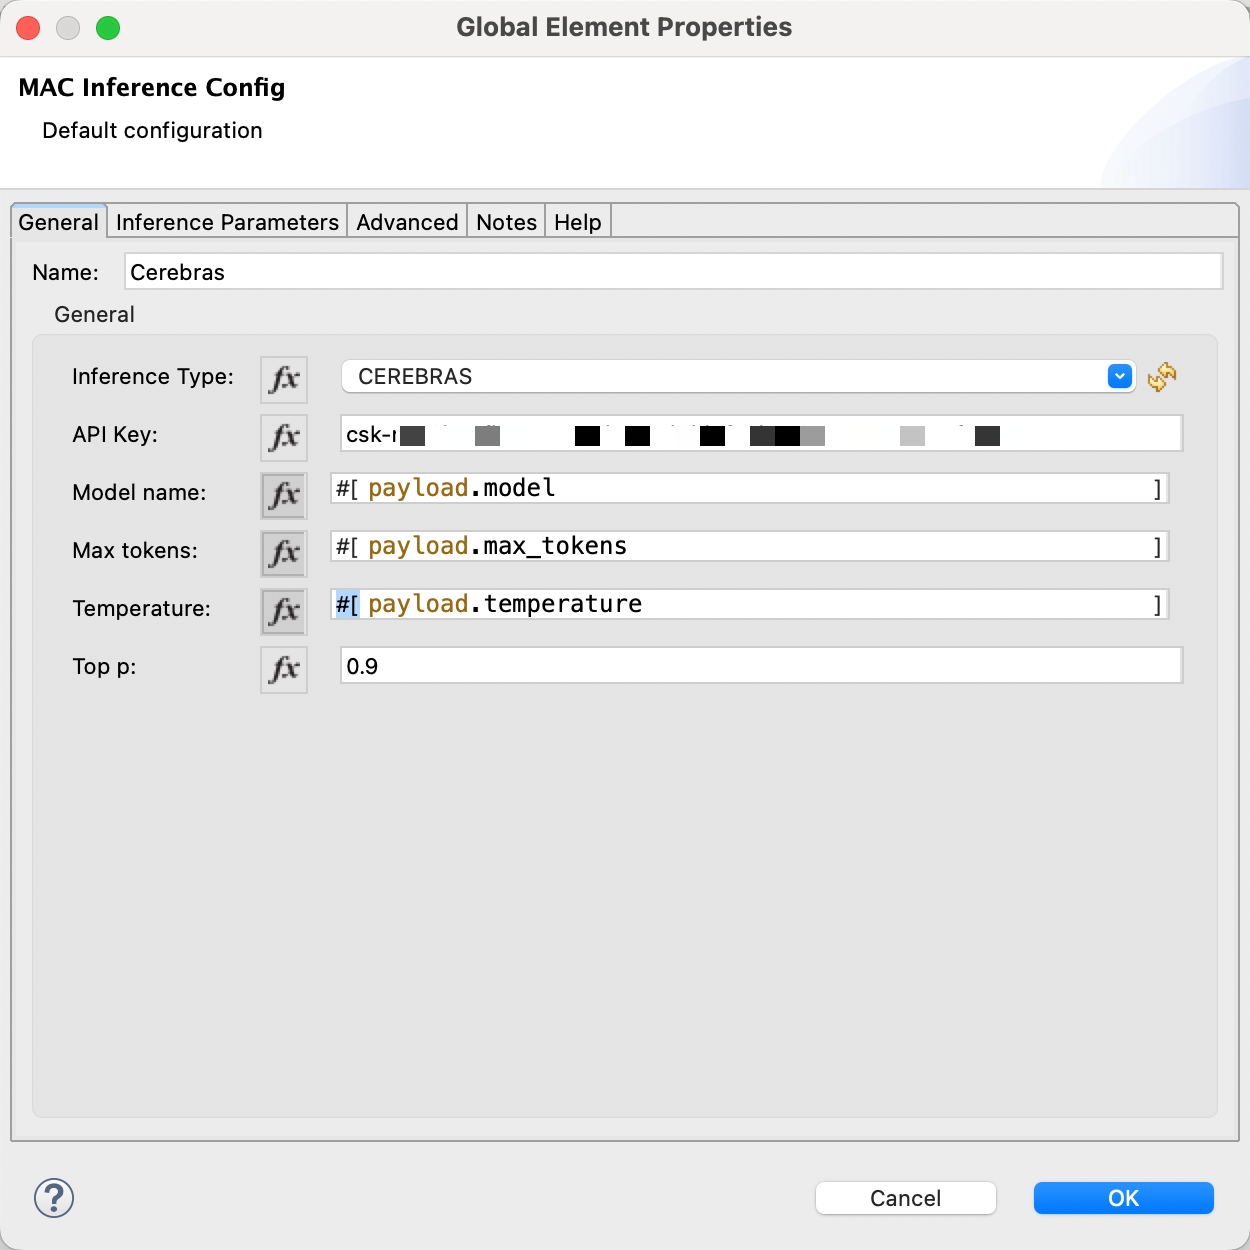 Global Element Properties
MAC Inference Config
Default configuration
General Inference Parameters Advanced Notes Help
Name: Cerebras
General
Inference Type: fx CEREBRAS
API Key: fx csk-
Model name: fx #[ payload.model ]
Max tokens: fx #[ payload.max_tokens ]
Temperature: fx #[ payload.temperature ]
Top p: fx 0.9
? Cancel OK